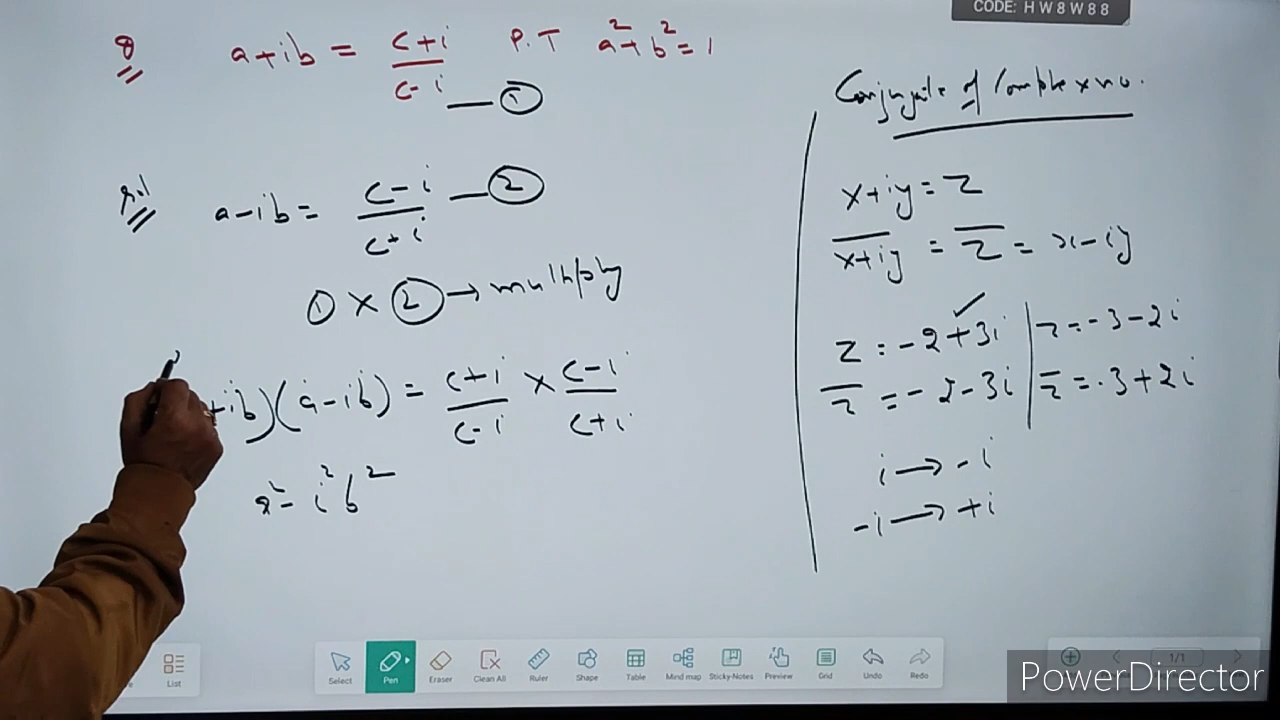 CODE: HW8W88
Q a+ib = c+i/c-i P.T a²+b²=1
— ①
Sol a-ib = c-i/c+i — ②
① × ② → multiply
+ib)(a-ib) = c+i/c-i × c-i/c+i
a²- i²b²
Conjugate of Complex no.
x+iy = z
x+iy = z̅ = x-iy
z = -2+3i ✓
z̅ = -2-3i
z = -3-2i
z̅ = -3+2i
i → -i
-i → +i
List
Select
Pen
Eraser
Clean All
Ruler
Shape
Table
Mind map
Sticky-Notes
Preview
Grid
Undo
Redo
1/1
PowerDirector